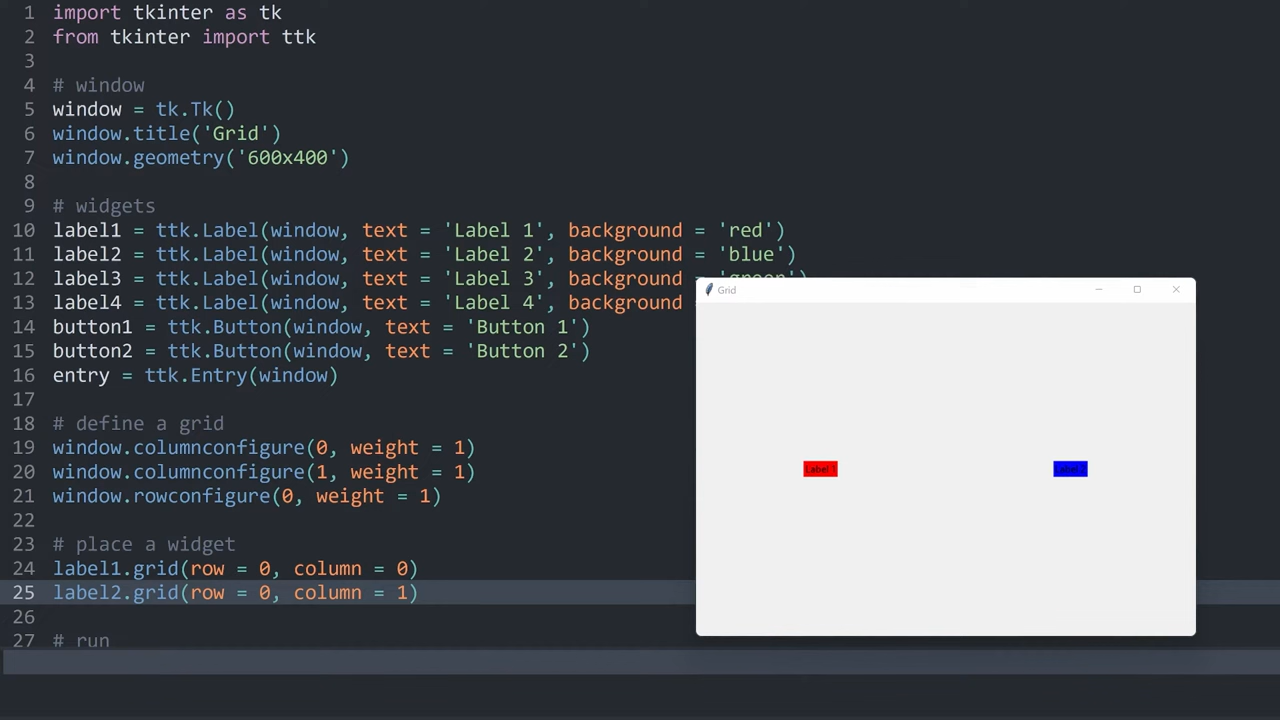 1 import tkinter as tk
2 from tkinter import ttk
3
4 # window
5 window = tk.Tk()
6 window.title('Grid')
7 window.geometry('600x400')
8
9 # widgets
10 label1 = ttk.Label(window, text = 'Label 1', background = 'red')
11 label2 = ttk.Label(window, text = 'Label 2', background = 'blue')
12 label3 = ttk.Label(window, text = 'Label 3', background = 'green')
13 label4 = ttk.Label(window, text = 'Label 4', background
14 button1 = ttk.Button(window, text = 'Button 1')
15 button2 = ttk.Button(window, text = 'Button 2')
16 entry = ttk.Entry(window)
17
18 # define a grid
19 window.columnconfigure(0, weight = 1)
20 window.columnconfigure(1, weight = 1)
21 window.rowconfigure(0, weight = 1)
22
23 # place a widget
24 label1.grid(row = 0, column = 0)
25 label2.grid(row = 0, column = 1)
26
27 # run
Grid
Label 1
Label 2